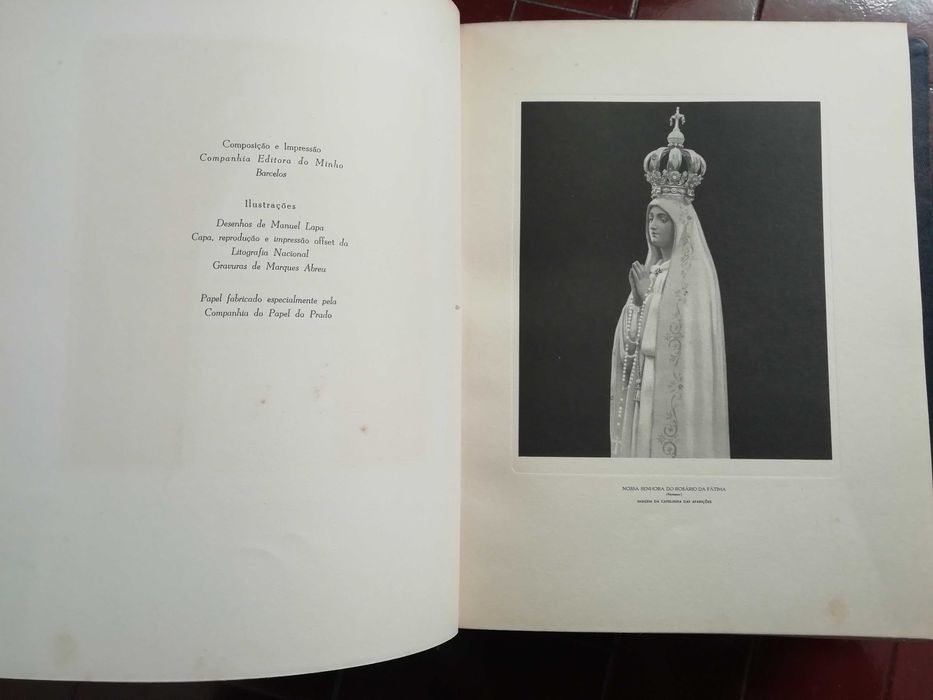 Composição e Impressão
Companhia Editora do Minho
Barcelos
Ilustrações
Desenhos de Manuel Lapa
Capa, reprodução e impressão offset da
Litografia Nacional
Gravuras de Marques Abreu
Papel fabricado especialmente pela
Companhia do Papel do Prado
NOSSA SENHORA DO ROSÁRIO DA FÁTIMA
IMAGEM DA CAPELINHA DAS APARIÇÕES